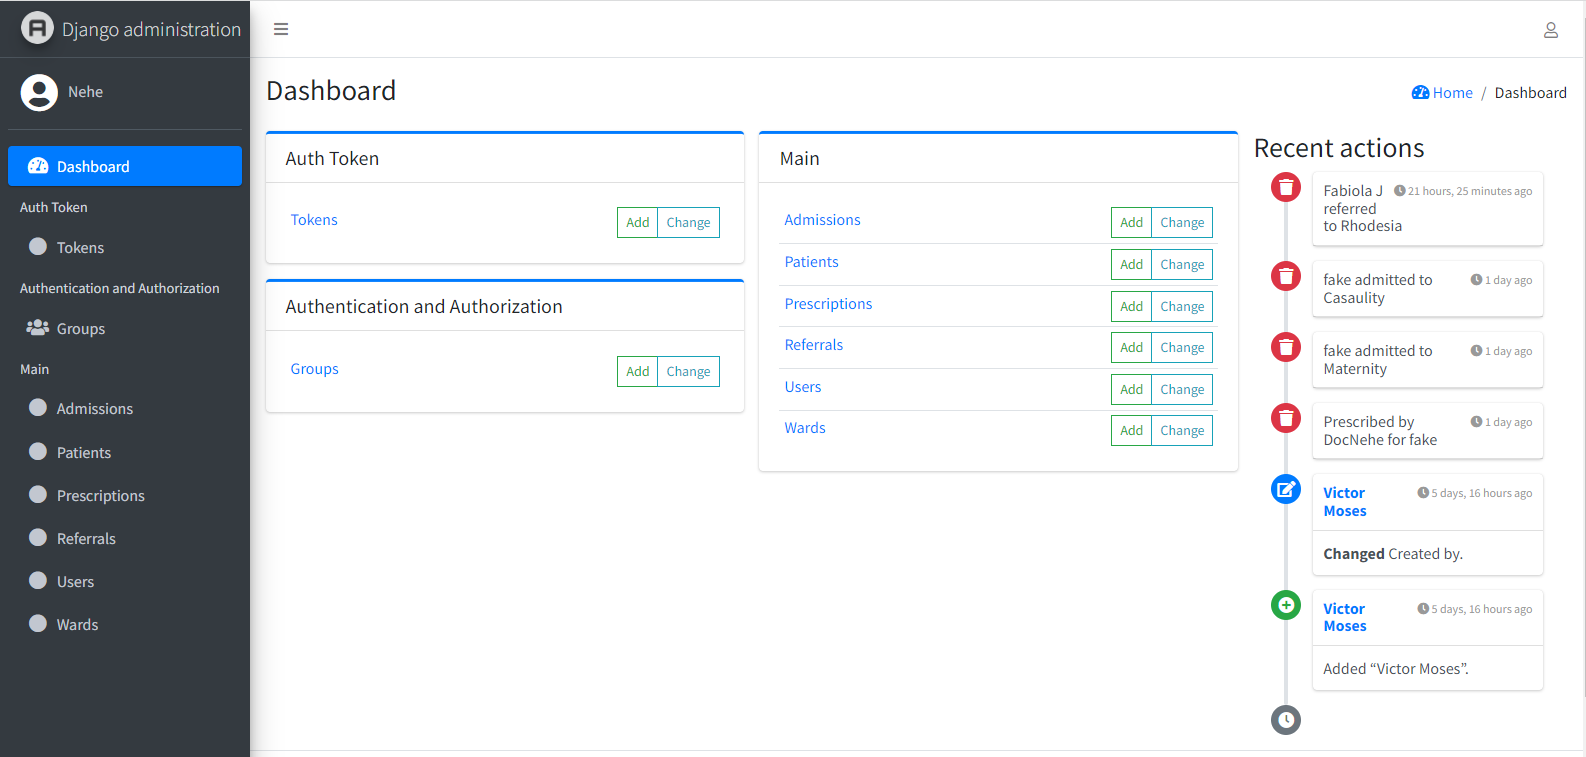 Django administration
Nehe
Dashboard
Auth Token
Tokens
Authentication and Authorization
Groups
Main
Admissions
Patients
Prescriptions
Referrals
Users
Wards
Dashboard
Home / Dashboard
Auth Token
Tokens Add Change
Authentication and Authorization
Groups Add Change
Main
Admissions Add Change
Patients Add Change
Prescriptions Add Change
Referrals Add Change
Users Add Change
Wards Add Change
Recent actions
Fabiola J 21 hours, 25 minutes ago
referred
to Rhodesia
fake admitted to 1 day ago
Casaulity
fake admitted to 1 day ago
Maternity
Prescribed by 1 day ago
DocNehe for fake
Victor 5 days, 16 hours ago
Moses
Changed Created by.
Victor 5 days, 16 hours ago
Moses
Added “Victor Moses”.